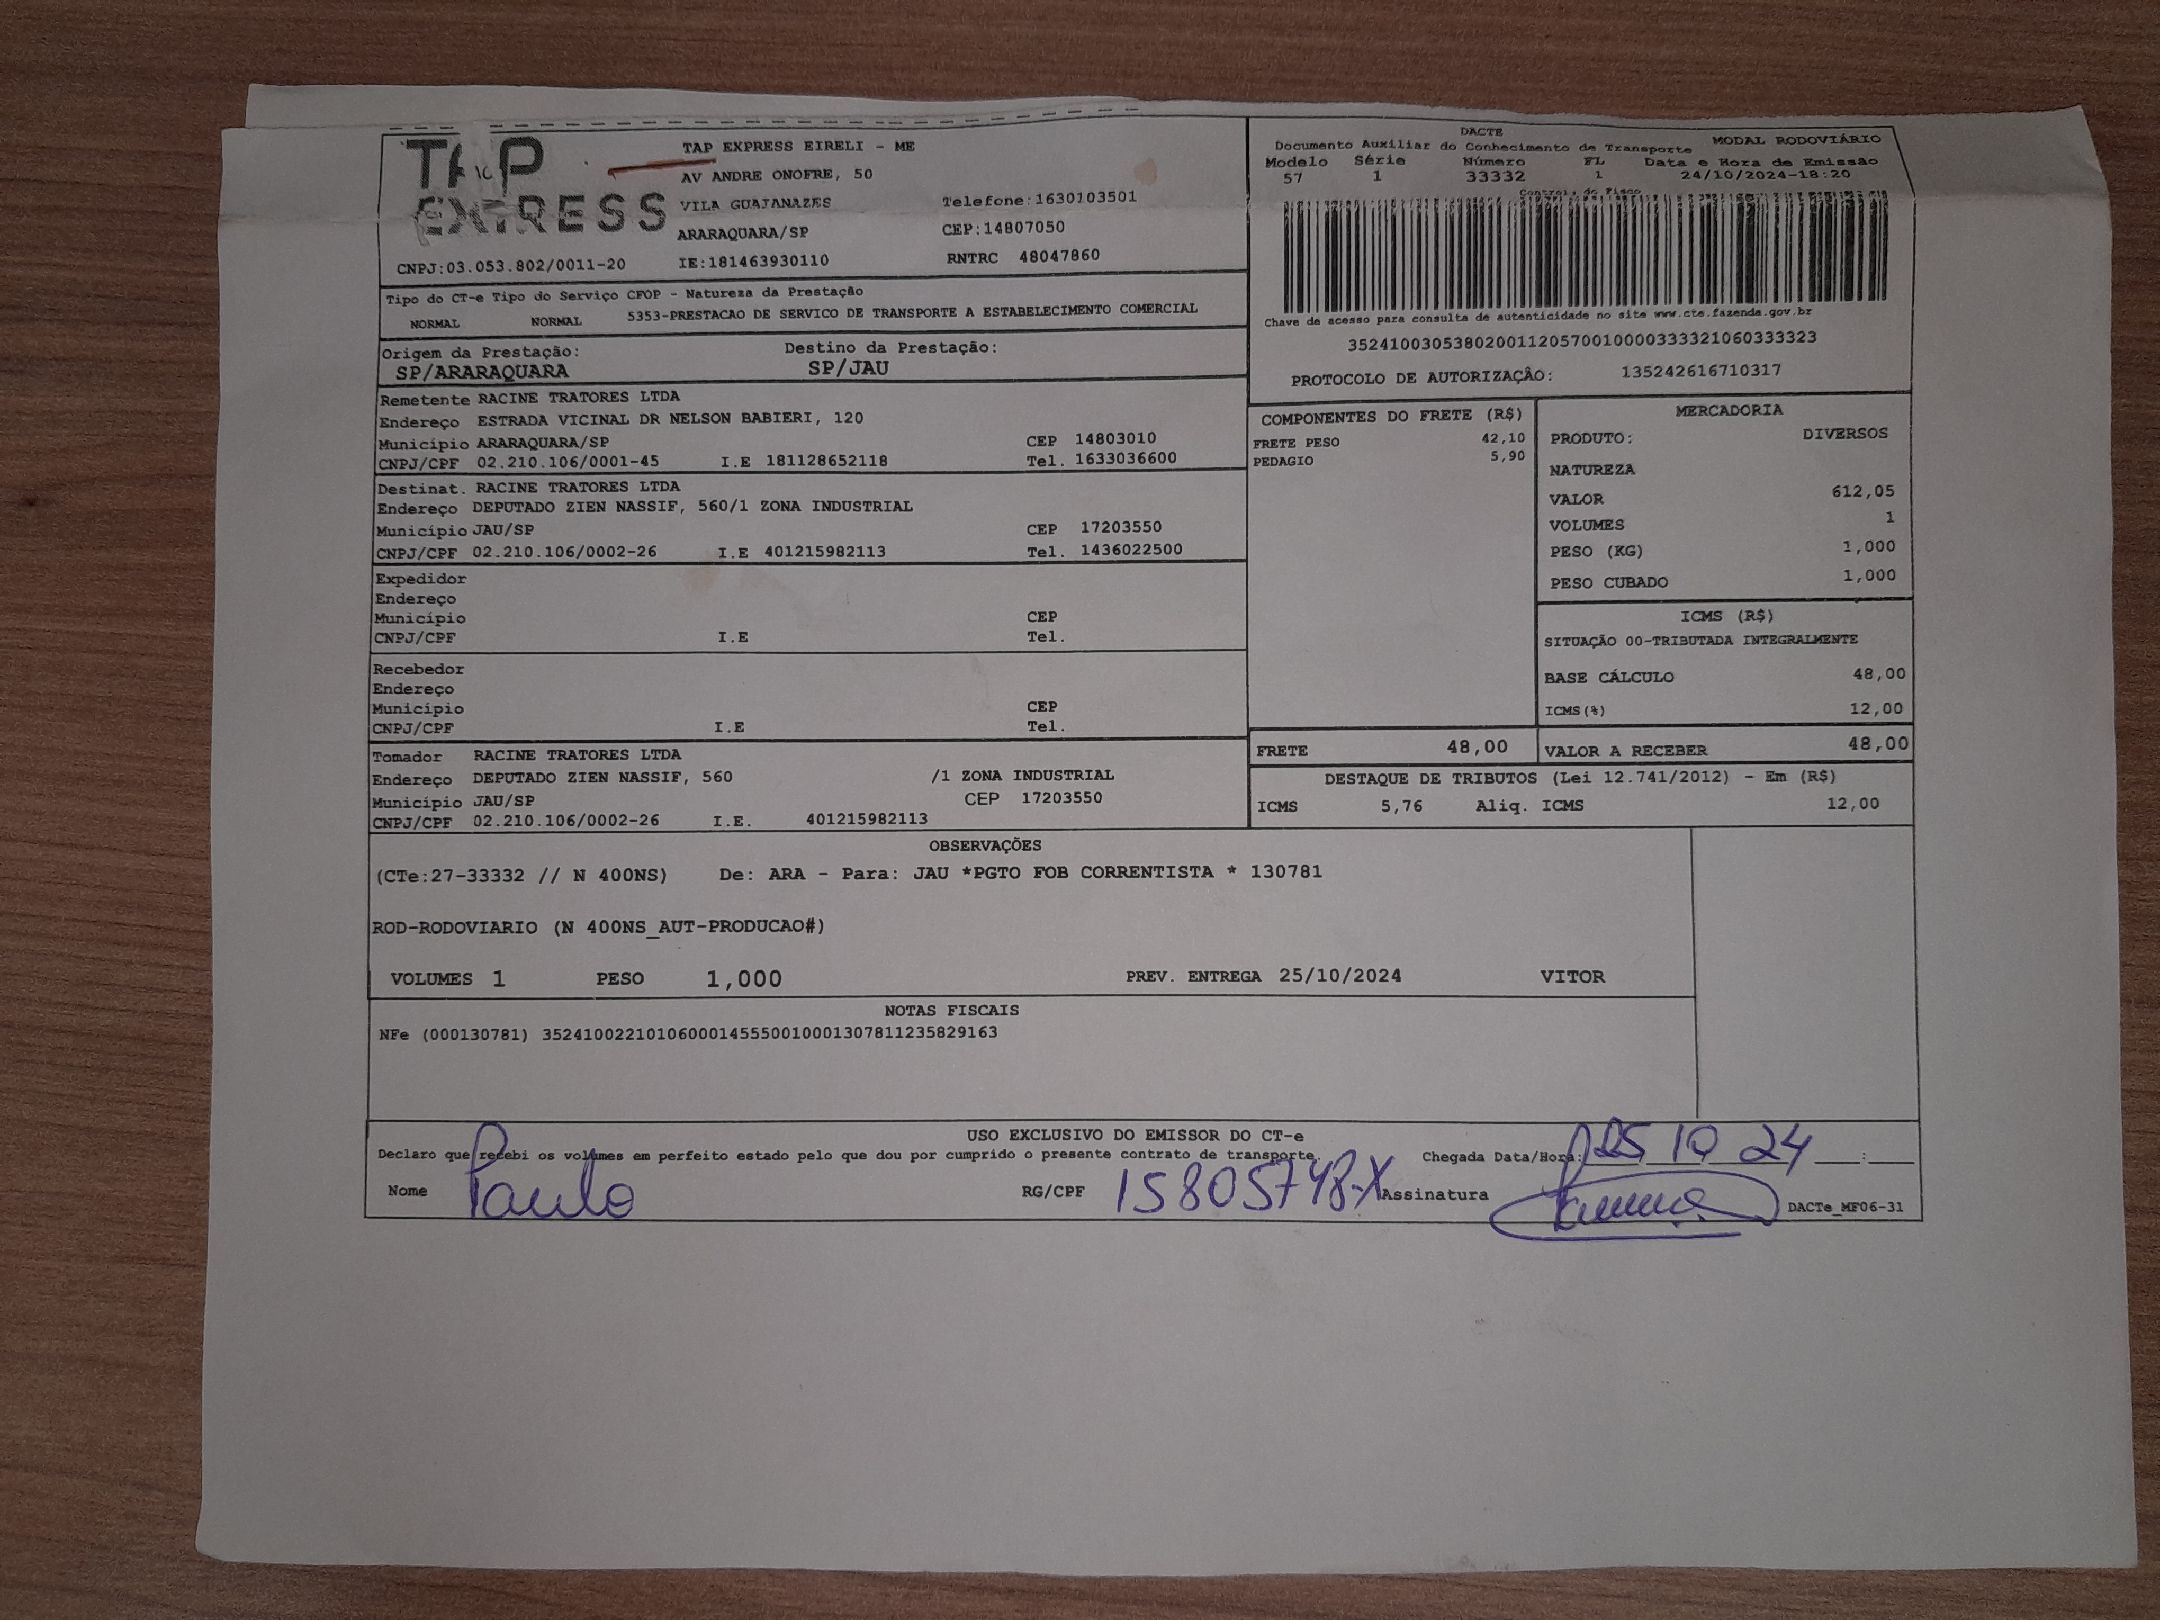 TAP EXPRESS
TAP EXPRESS EIRELI - ME
AV ANDRE ONOFRE, 50
VILA GUAJANAZES Telefone:1630103501
ARARAQUARA/SP CEP:14807050
CNPJ:03.053.802/0011-20 IE:181463930110 RNTRC 48047860
DACTE
Documento Auxiliar do Conhecimento de Transporte MODAL RODOVIÁRIO
Modelo Série Número FL Data e Hora de Emissão
57 1 33332 1 24/10/2024-18:20
Controle do Fisco
Chave de acesso para consulta de autenticidade no site www.cte.fazenda.gov.br
35241003053802001120570010000333321060333323
PROTOCOLO DE AUTORIZAÇÃO: 135242616710317
Tipo do CT-e Tipo do Serviço CFOP - Natureza da Prestação
NORMAL NORMAL 5353-PRESTACAO DE SERVICO DE TRANSPORTE A ESTABELECIMENTO COMERCIAL
Origem da Prestação: Destino da Prestação:
SP/ARARAQUARA SP/JAU
Remetente RACINE TRATORES LTDA
Endereço ESTRADA VICINAL DR NELSON BABIERI, 120
Município ARARAQUARA/SP CEP 14803010
CNPJ/CPF 02.210.106/0001-45 I.E 181128652118 Tel. 1633036600
Destinat. RACINE TRATORES LTDA
Endereço DEPUTADO ZIEN NASSIF, 560/1 ZONA INDUSTRIAL
Município JAU/SP CEP 17203550
CNPJ/CPF 02.210.106/0002-26 I.E 401215982113 Tel. 1436022500
Expedidor
Endereço
Município CEP
CNPJ/CPF I.E Tel.
Recebedor
Endereço
Município CEP
CNPJ/CPF I.E Tel.
Tomador RACINE TRATORES LTDA
Endereço DEPUTADO ZIEN NASSIF, 560 /1 ZONA INDUSTRIAL
Município JAU/SP CEP 17203550
CNPJ/CPF 02.210.106/0002-26 I.E. 401215982113
COMPONENTES DO FRETE (R$)
FRETE PESO 42,10
PEDAGIO 5,90
MERCADORIA
PRODUTO: DIVERSOS
NATUREZA
VALOR 612,05
VOLUMES 1
PESO (KG) 1,000
PESO CUBADO 1,000
ICMS (R$)
SITUAÇÃO 00-TRIBUTADA INTEGRALMENTE
BASE CÁLCULO 48,00
ICMS(%) 12,00
FRETE 48,00 VALOR A RECEBER 48,00
DESTAQUE DE TRIBUTOS (Lei 12.741/2012) - Em (R$)
ICMS 5,76 Aliq. ICMS 12,00
OBSERVAÇÕES
(CTe:27-33332 // N 400NS) De: ARA - Para: JAU *PGTO FOB CORRENTISTA * 130781
ROD-RODOVIARIO (N 400NS_AUT-PRODUCAO#)
VOLUMES 1 PESO 1,000 PREV. ENTREGA 25/10/2024 VITOR
NOTAS FISCAIS
NFe (000130781) 35241002210106000145550010001307811235829163
USO EXCLUSIVO DO EMISSOR DO CT-e
Declaro que recebi os volumes em perfeito estado pelo que dou por cumprido o presente contrato de transporte. Chegada Data/Hora: 25 10 24 ___:___
Nome Paulo RG/CPF 15805748-X Assinatura DACTe_MF06-31